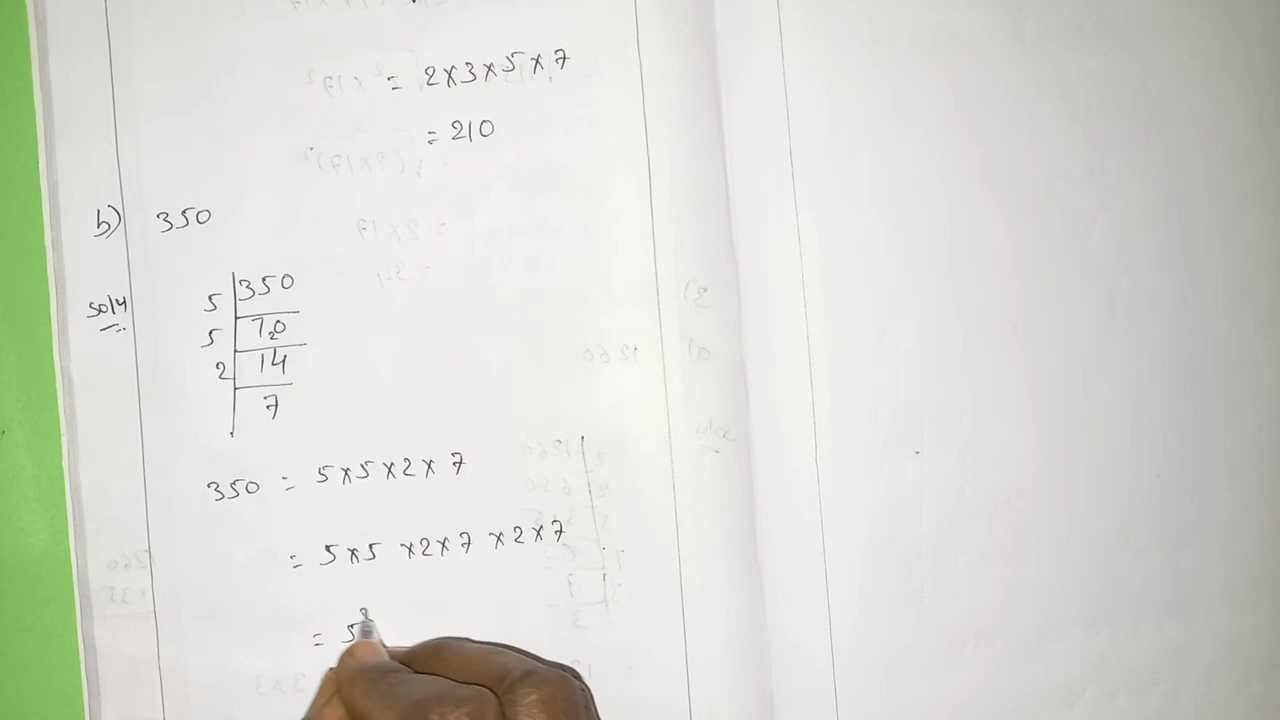 = 2×3×5×7
= 210
b) 350
Soln
5 | 350
5 | 70
2 | 14
7
350 = 5×5×2×7
= 5×5×2×7×2×7
= 5²